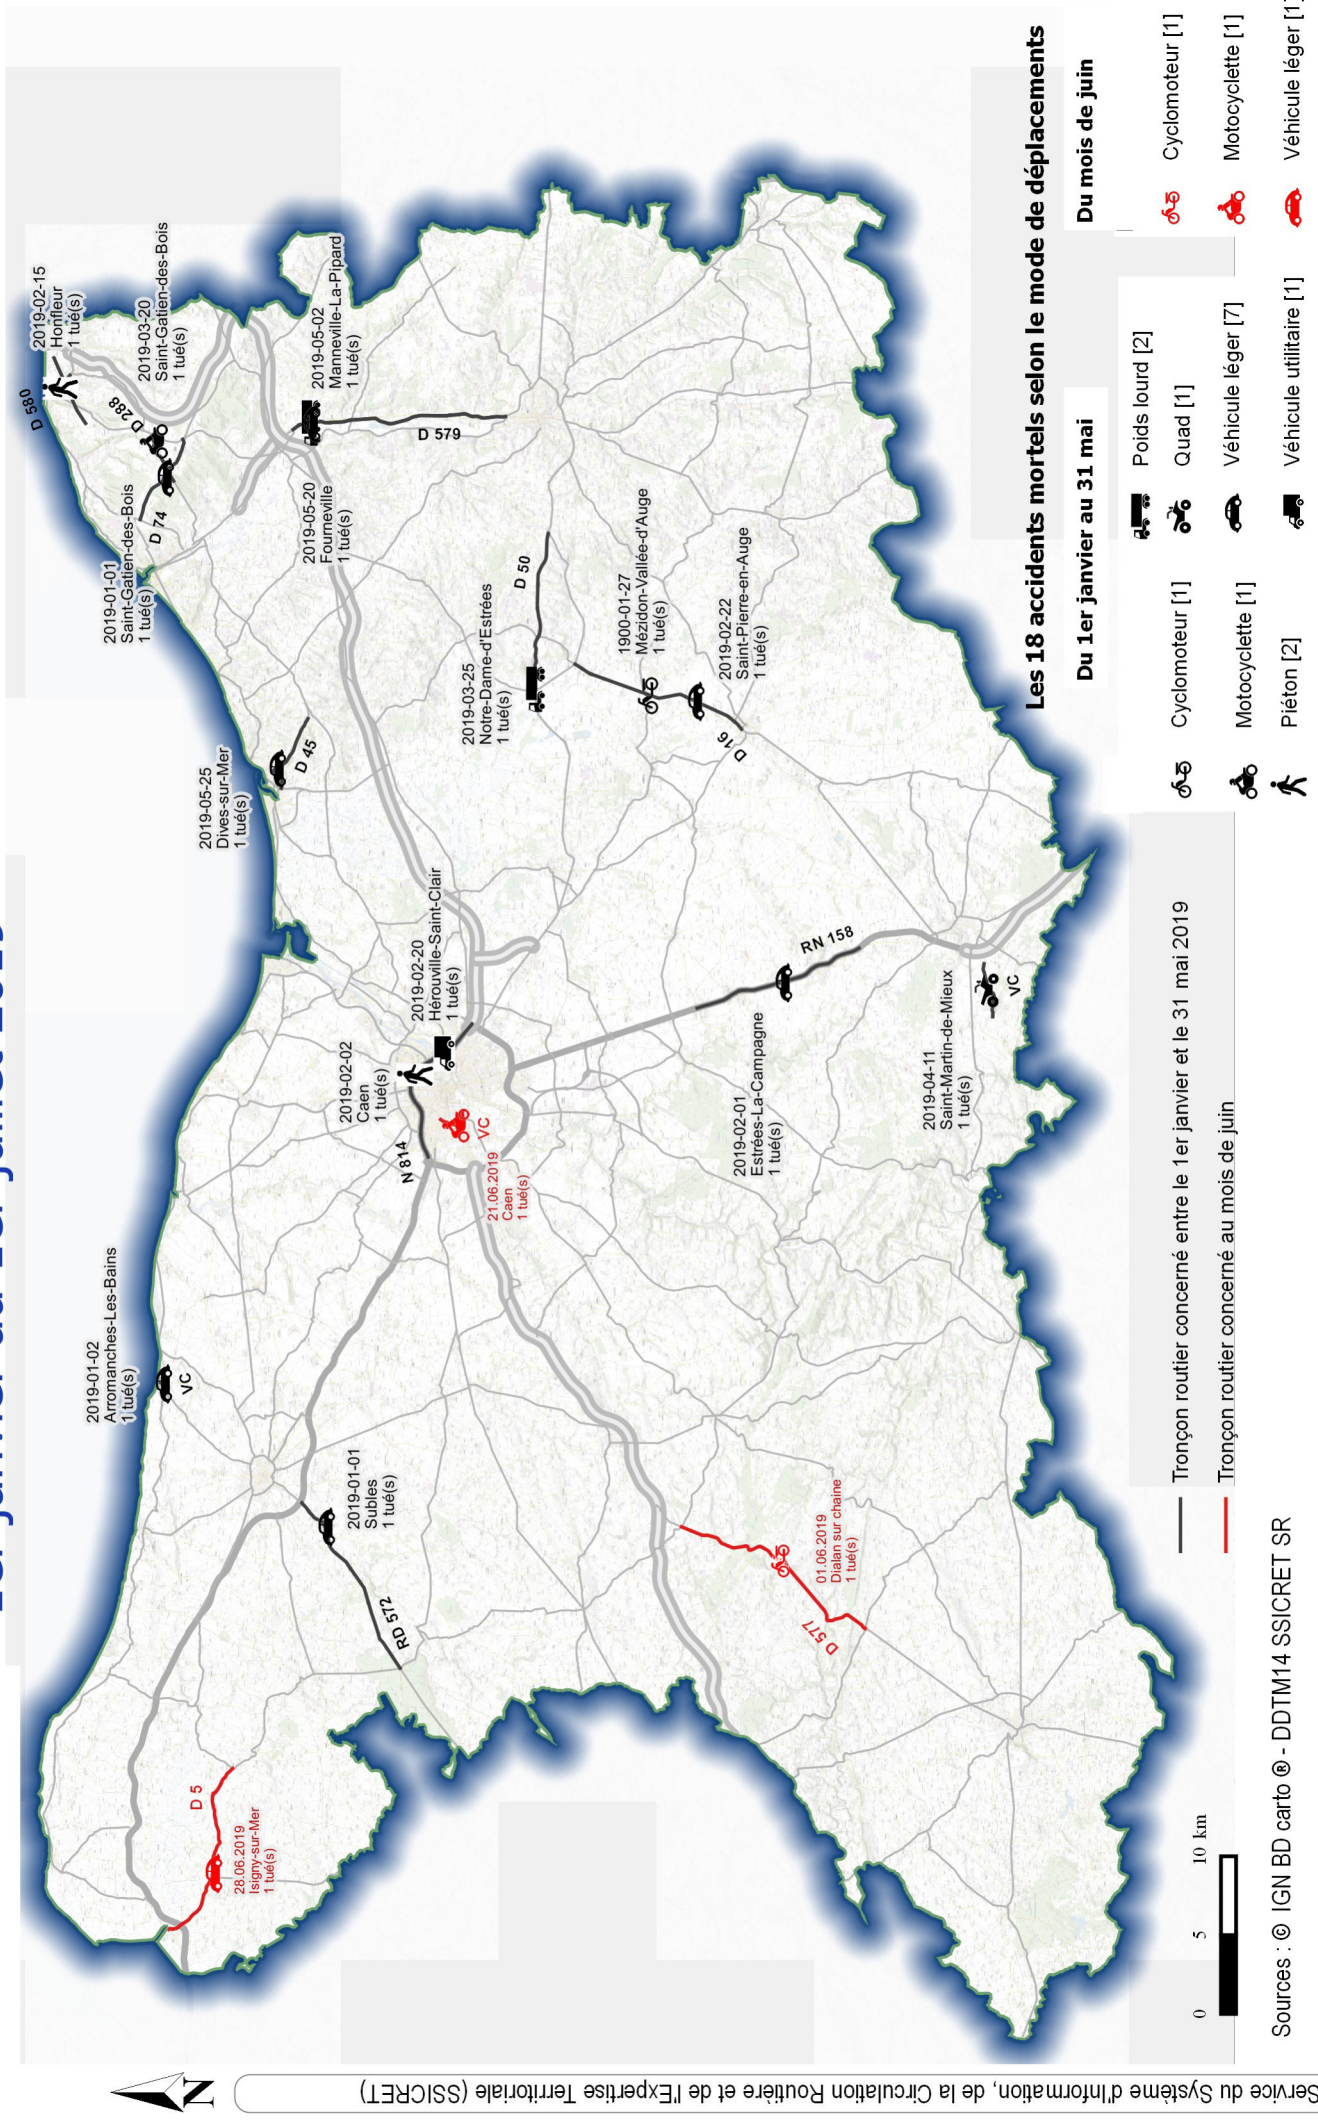 2019-02-15
Honfleur
1 tué(s)
D 580
2019-03-20
Saint-Gatien-des-Bois
1 tué(s)
D 288
2019-01-01
Saint-Gatien-des-Bois
1 tué(s)
D 74
2019-05-02
Manneville-La-Pipard
1 tué(s)
D 579
2019-05-20
Fourneville
1 tué(s)
2019-05-25
Dives-sur-Mer
1 tué(s)
D 45
2019-03-25
Notre-Dame-d'Estrées
1 tué(s)
D 50
1900-01-27
Mézidon-Vallée-d'Auge
1 tué(s)
2019-02-22
Saint-Pierre-en-Auge
1 tué(s)
D 16
2019-02-20
Hérouville-Saint-Clair
1 tué(s)
2019-02-02
Caen
1 tué(s)
N 814
VC
21.06.2019
Caen
1 tué(s)
2019-02-01
Estrées-La-Campagne
1 tué(s)
RN 158
2019-04-11
Saint-Martin-de-Mieux
1 tué(s)
VC
2019-01-02
Arromanches-Les-Bains
1 tué(s)
VC
2019-01-01
Subles
1 tué(s)
RD 572
01.06.2019
Dialan sur chaine
1 tué(s)
D 577
D 5
28.06.2019
Isigny-sur-Mer
1 tué(s)
Les 18 accidents mortels selon le mode de déplacements
Du 1er janvier au 31 mai
Cyclomoteur [1]
Motocyclette [1]
Piéton [2]
Poids lourd [2]
Quad [1]
Véhicule léger [7]
Véhicule utilitaire [1]
Du mois de juin
Cyclomoteur [1]
Motocyclette [1]
Véhicule léger [1]
Tronçon routier concerné entre le 1er janvier et le 31 mai 2019
Tronçon routier concerné au mois de juin
0 5 10 km
Sources : © IGN BD carto ® - DDTM14 SSICRET SR
N
Service du Système d'Information, de la Circulation Routière et de l'Expertise Territoriale (SSICRET)